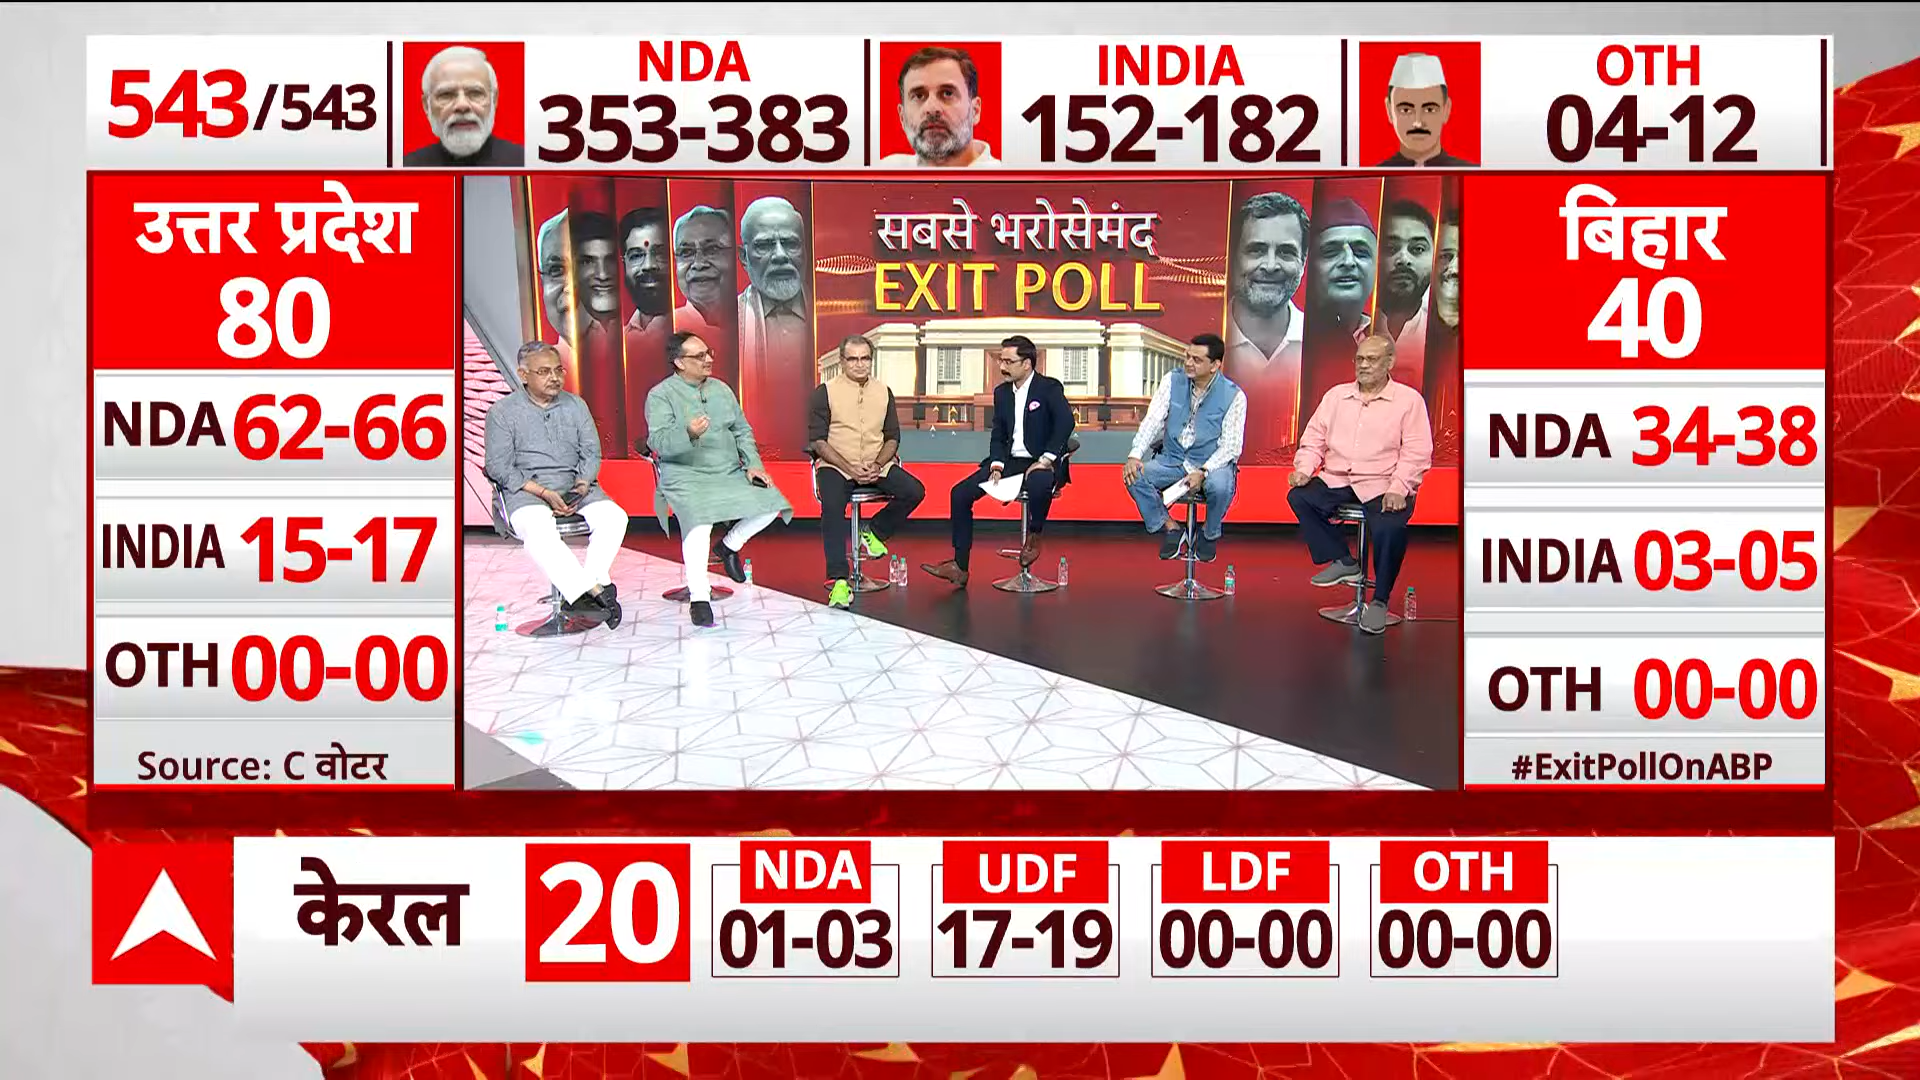 543/543
NDA
353-383
INDIA
152-182
OTH
04-12
उत्तर प्रदेश
80
NDA 62-66
INDIA 15-17
OTH 00-00
Source: C वोटर
सबसे भरोसेमंद
EXIT POLL
बिहार
40
NDA 34-38
INDIA 03-05
OTH 00-00
#ExitPollOnABP
केरल
20
NDA
01-03
UDF
17-19
LDF
00-00
OTH
00-00